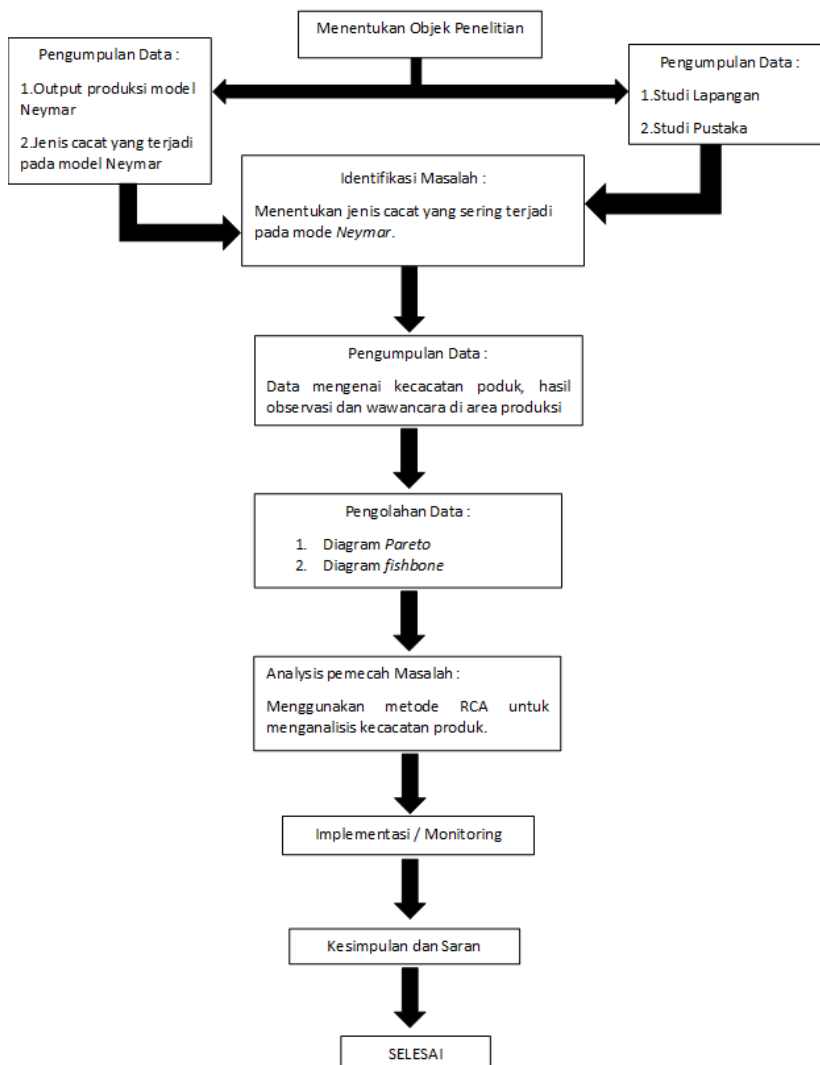 Menentukan Objek Penelitian
Pengumpulan Data :
1.Output produksi model
Neymar
2.Jenis cacat yang terjadi
pada model Neymar
Pengumpulan Data :
1.Studi Lapangan
2.Studi Pustaka
Identifikasi Masalah :
Menentukan jenis cacat yang sering terjadi
pada mode Neymar.
Pengumpulan Data :
Data mengenai kecacatan poduk, hasil
observasi dan wawancara di area produksi
Pengolahan Data :
1. Diagram Pareto
2. Diagram fishbone
Analysis pemecah Masalah :
Menggunakan metode RCA untuk
menganalisis kecacatan produk.
Implementasi / Monitoring
Kesimpulan dan Saran
SELESAI